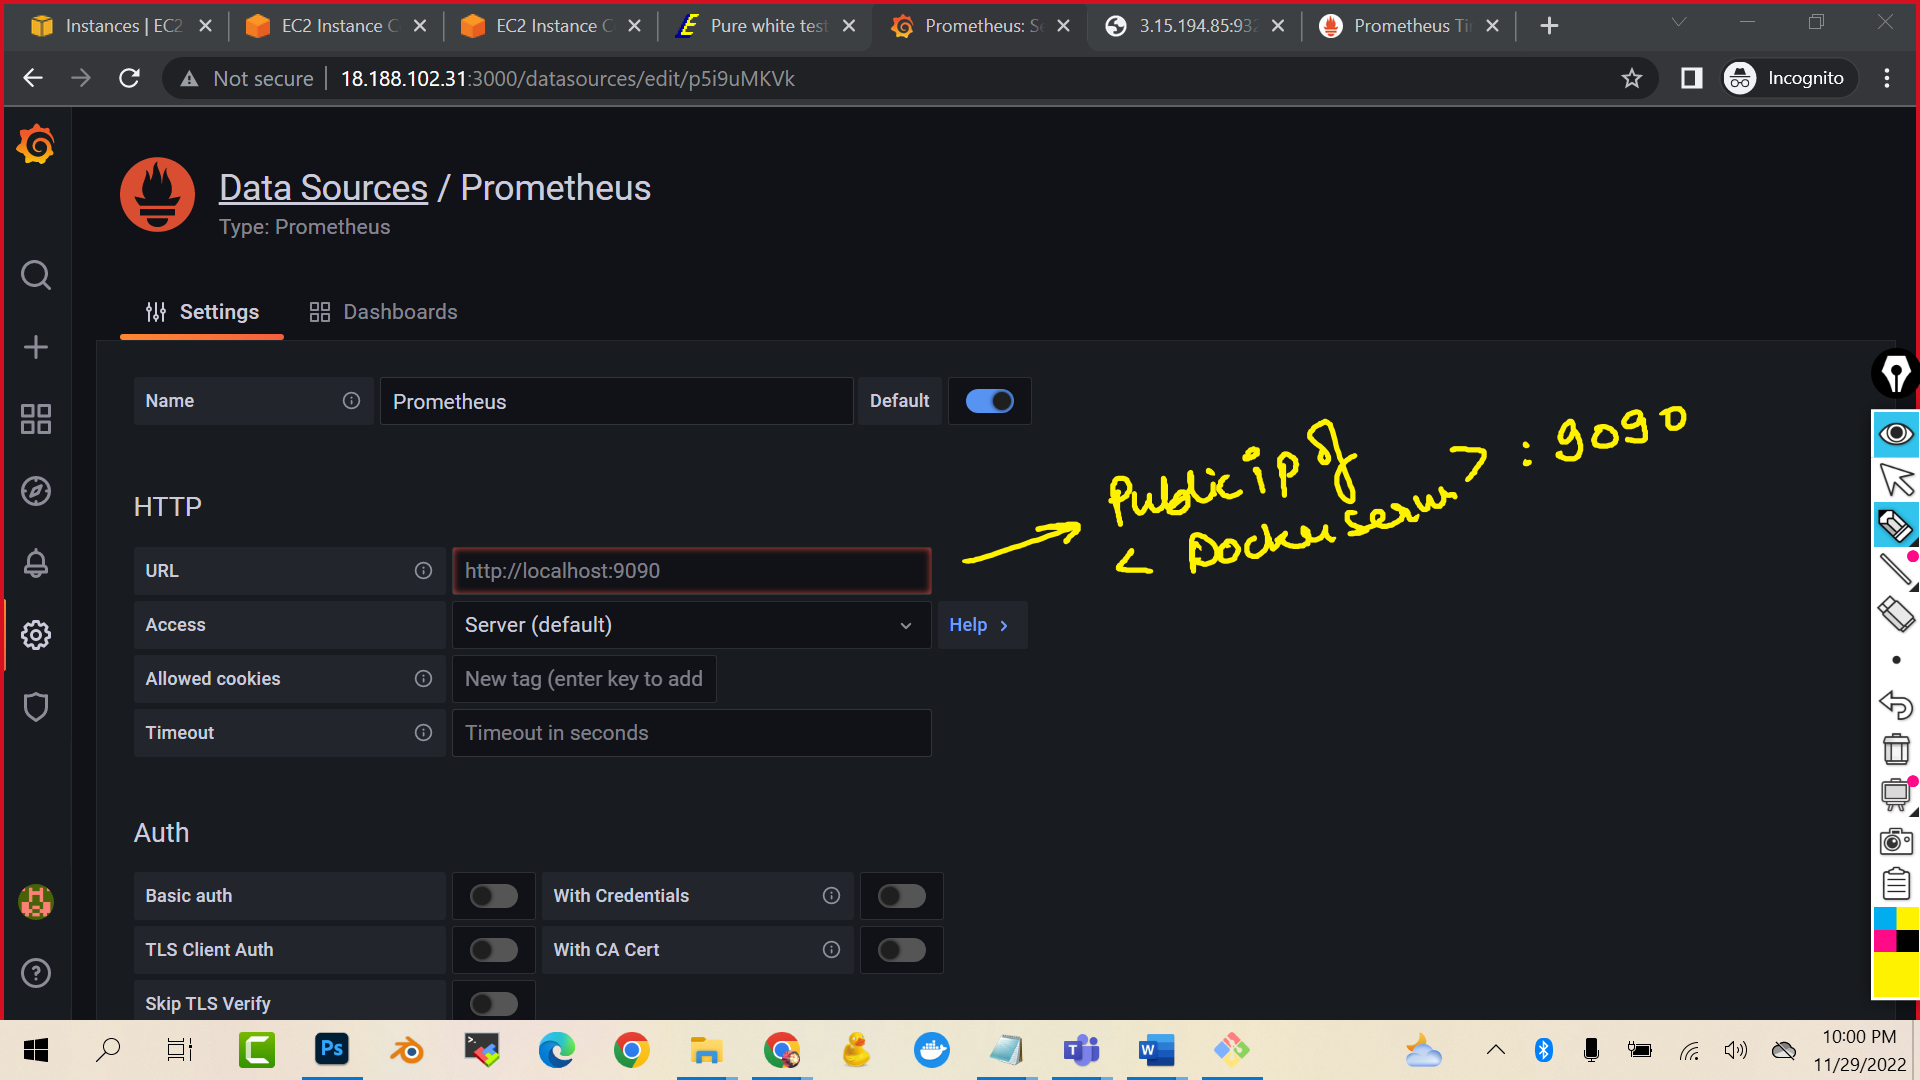 Instances | EC2
EC2 Instance C
EC2 Instance C
Pure white test
Prometheus: Se
3.15.194.85:932
Prometheus Ti
Not secure
18.188.102.31:3000/datasources/edit/p5i9uMKVk
Incognito
Data Sources / Prometheus
Type: Prometheus
Settings
Dashboards
Name
Prometheus
Default
Public ip of
< Docker server > : 9090
HTTP
URL
http://localhost:9090
Access
Server (default)
Help
Allowed cookies
New tag (enter key to add
Timeout
Timeout in seconds
Auth
Basic auth
With Credentials
TLS Client Auth
With CA Cert
Skip TLS Verify
Ps
10:00 PM
11/29/2022